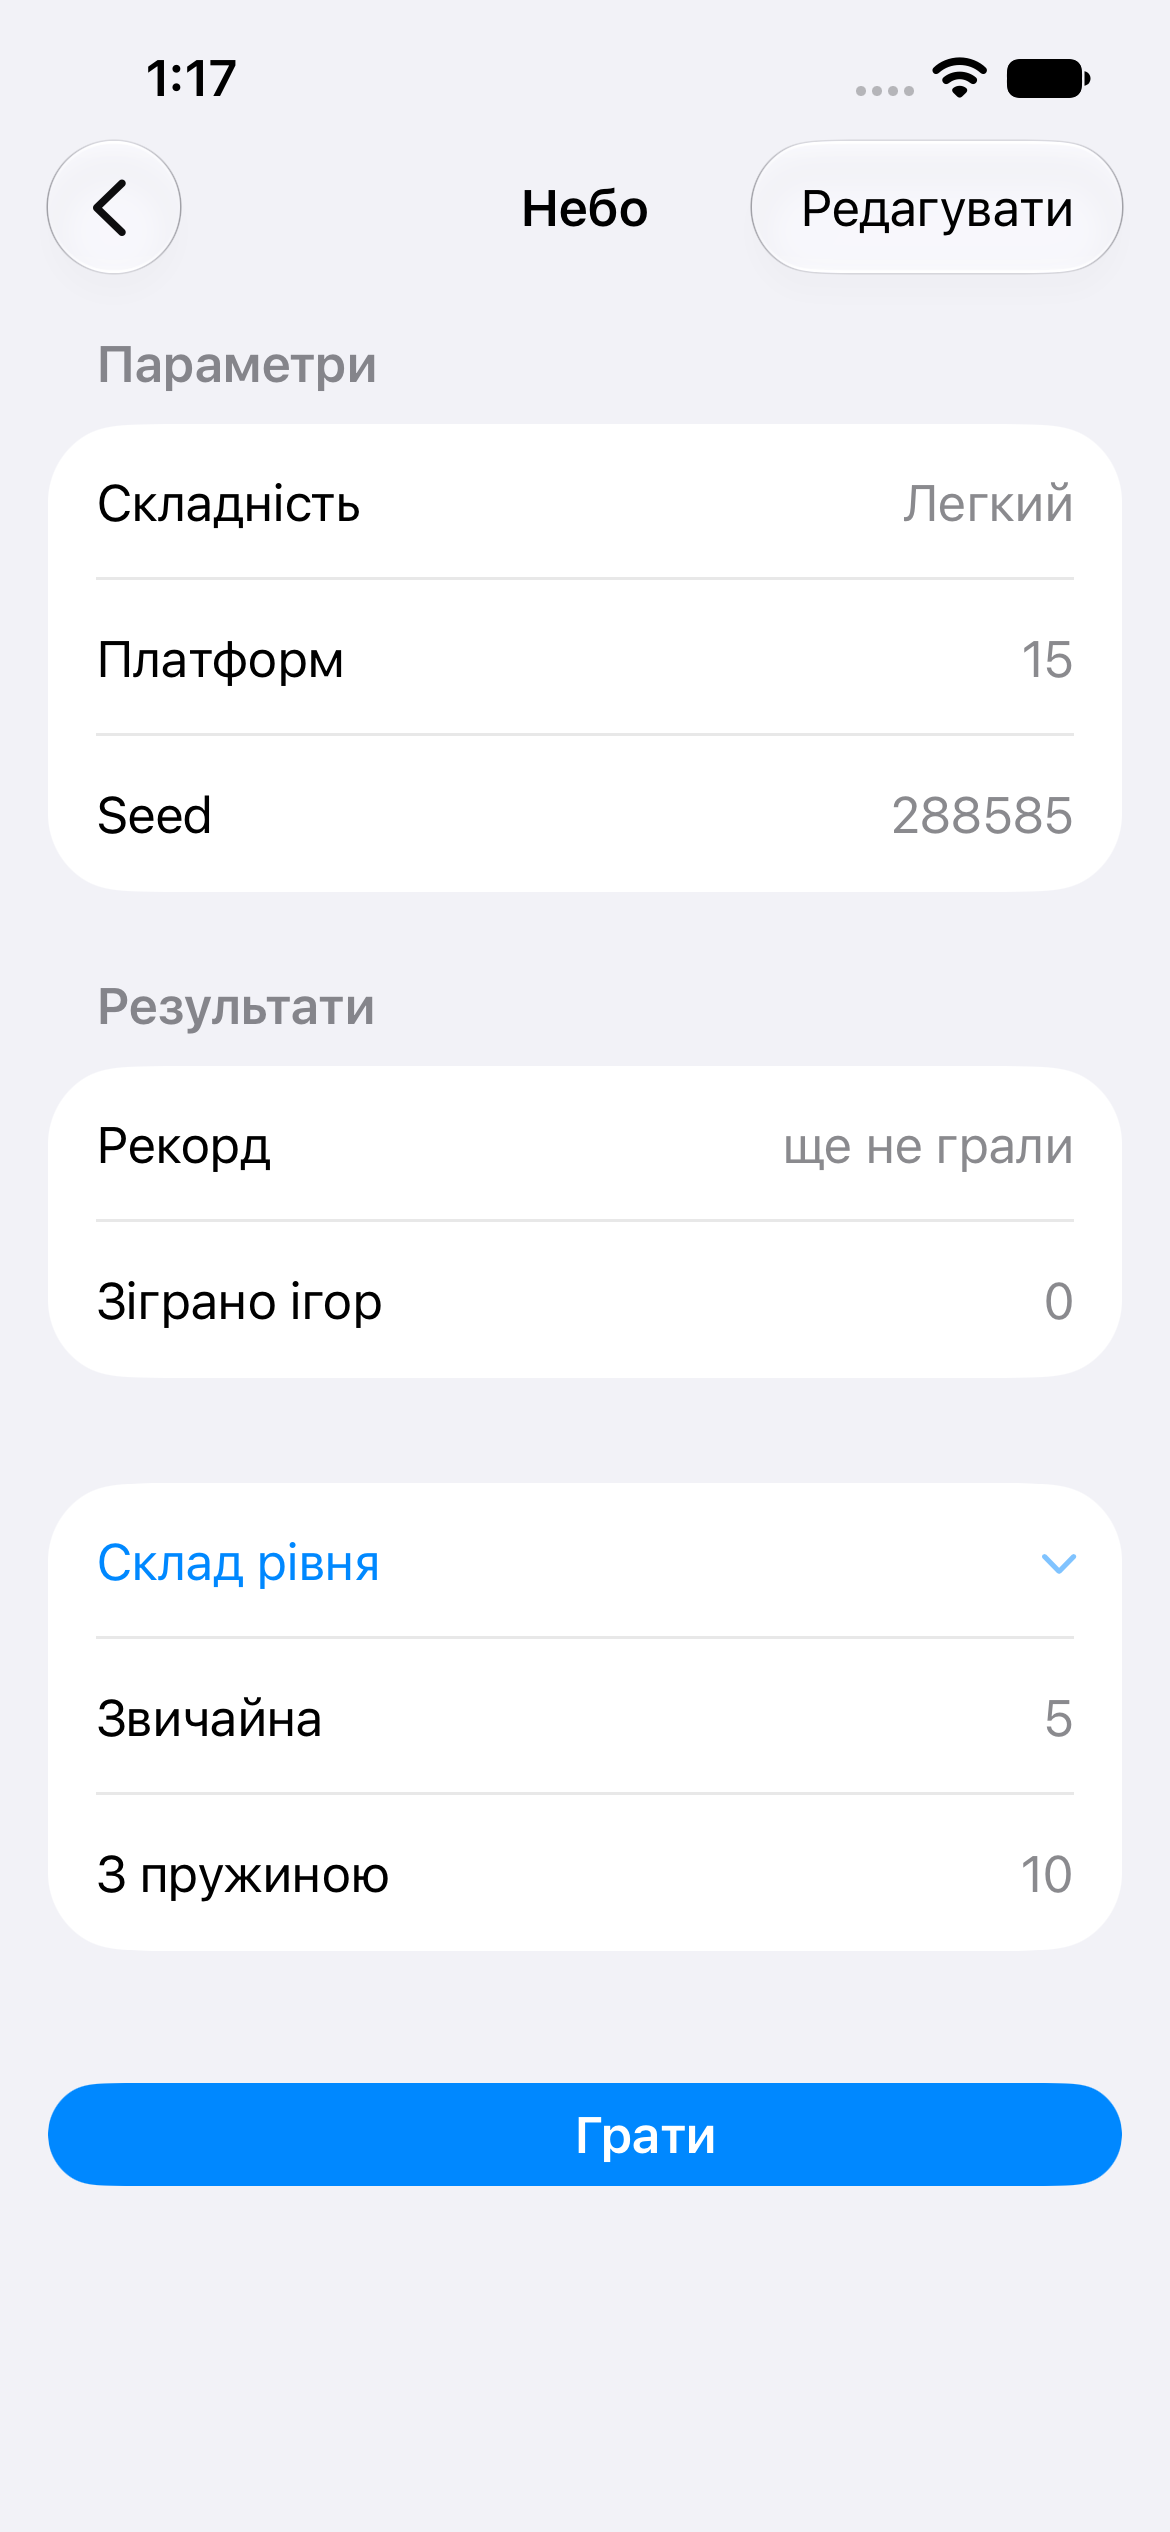 1:17
Небо
Редагувати
Параметри
Складність Легкий
Платформ 15
Seed 288585
Результати
Рекорд ще не грали
Зіграно ігор 0
Склад рівня
Звичайна 5
З пружиною 10
Грати